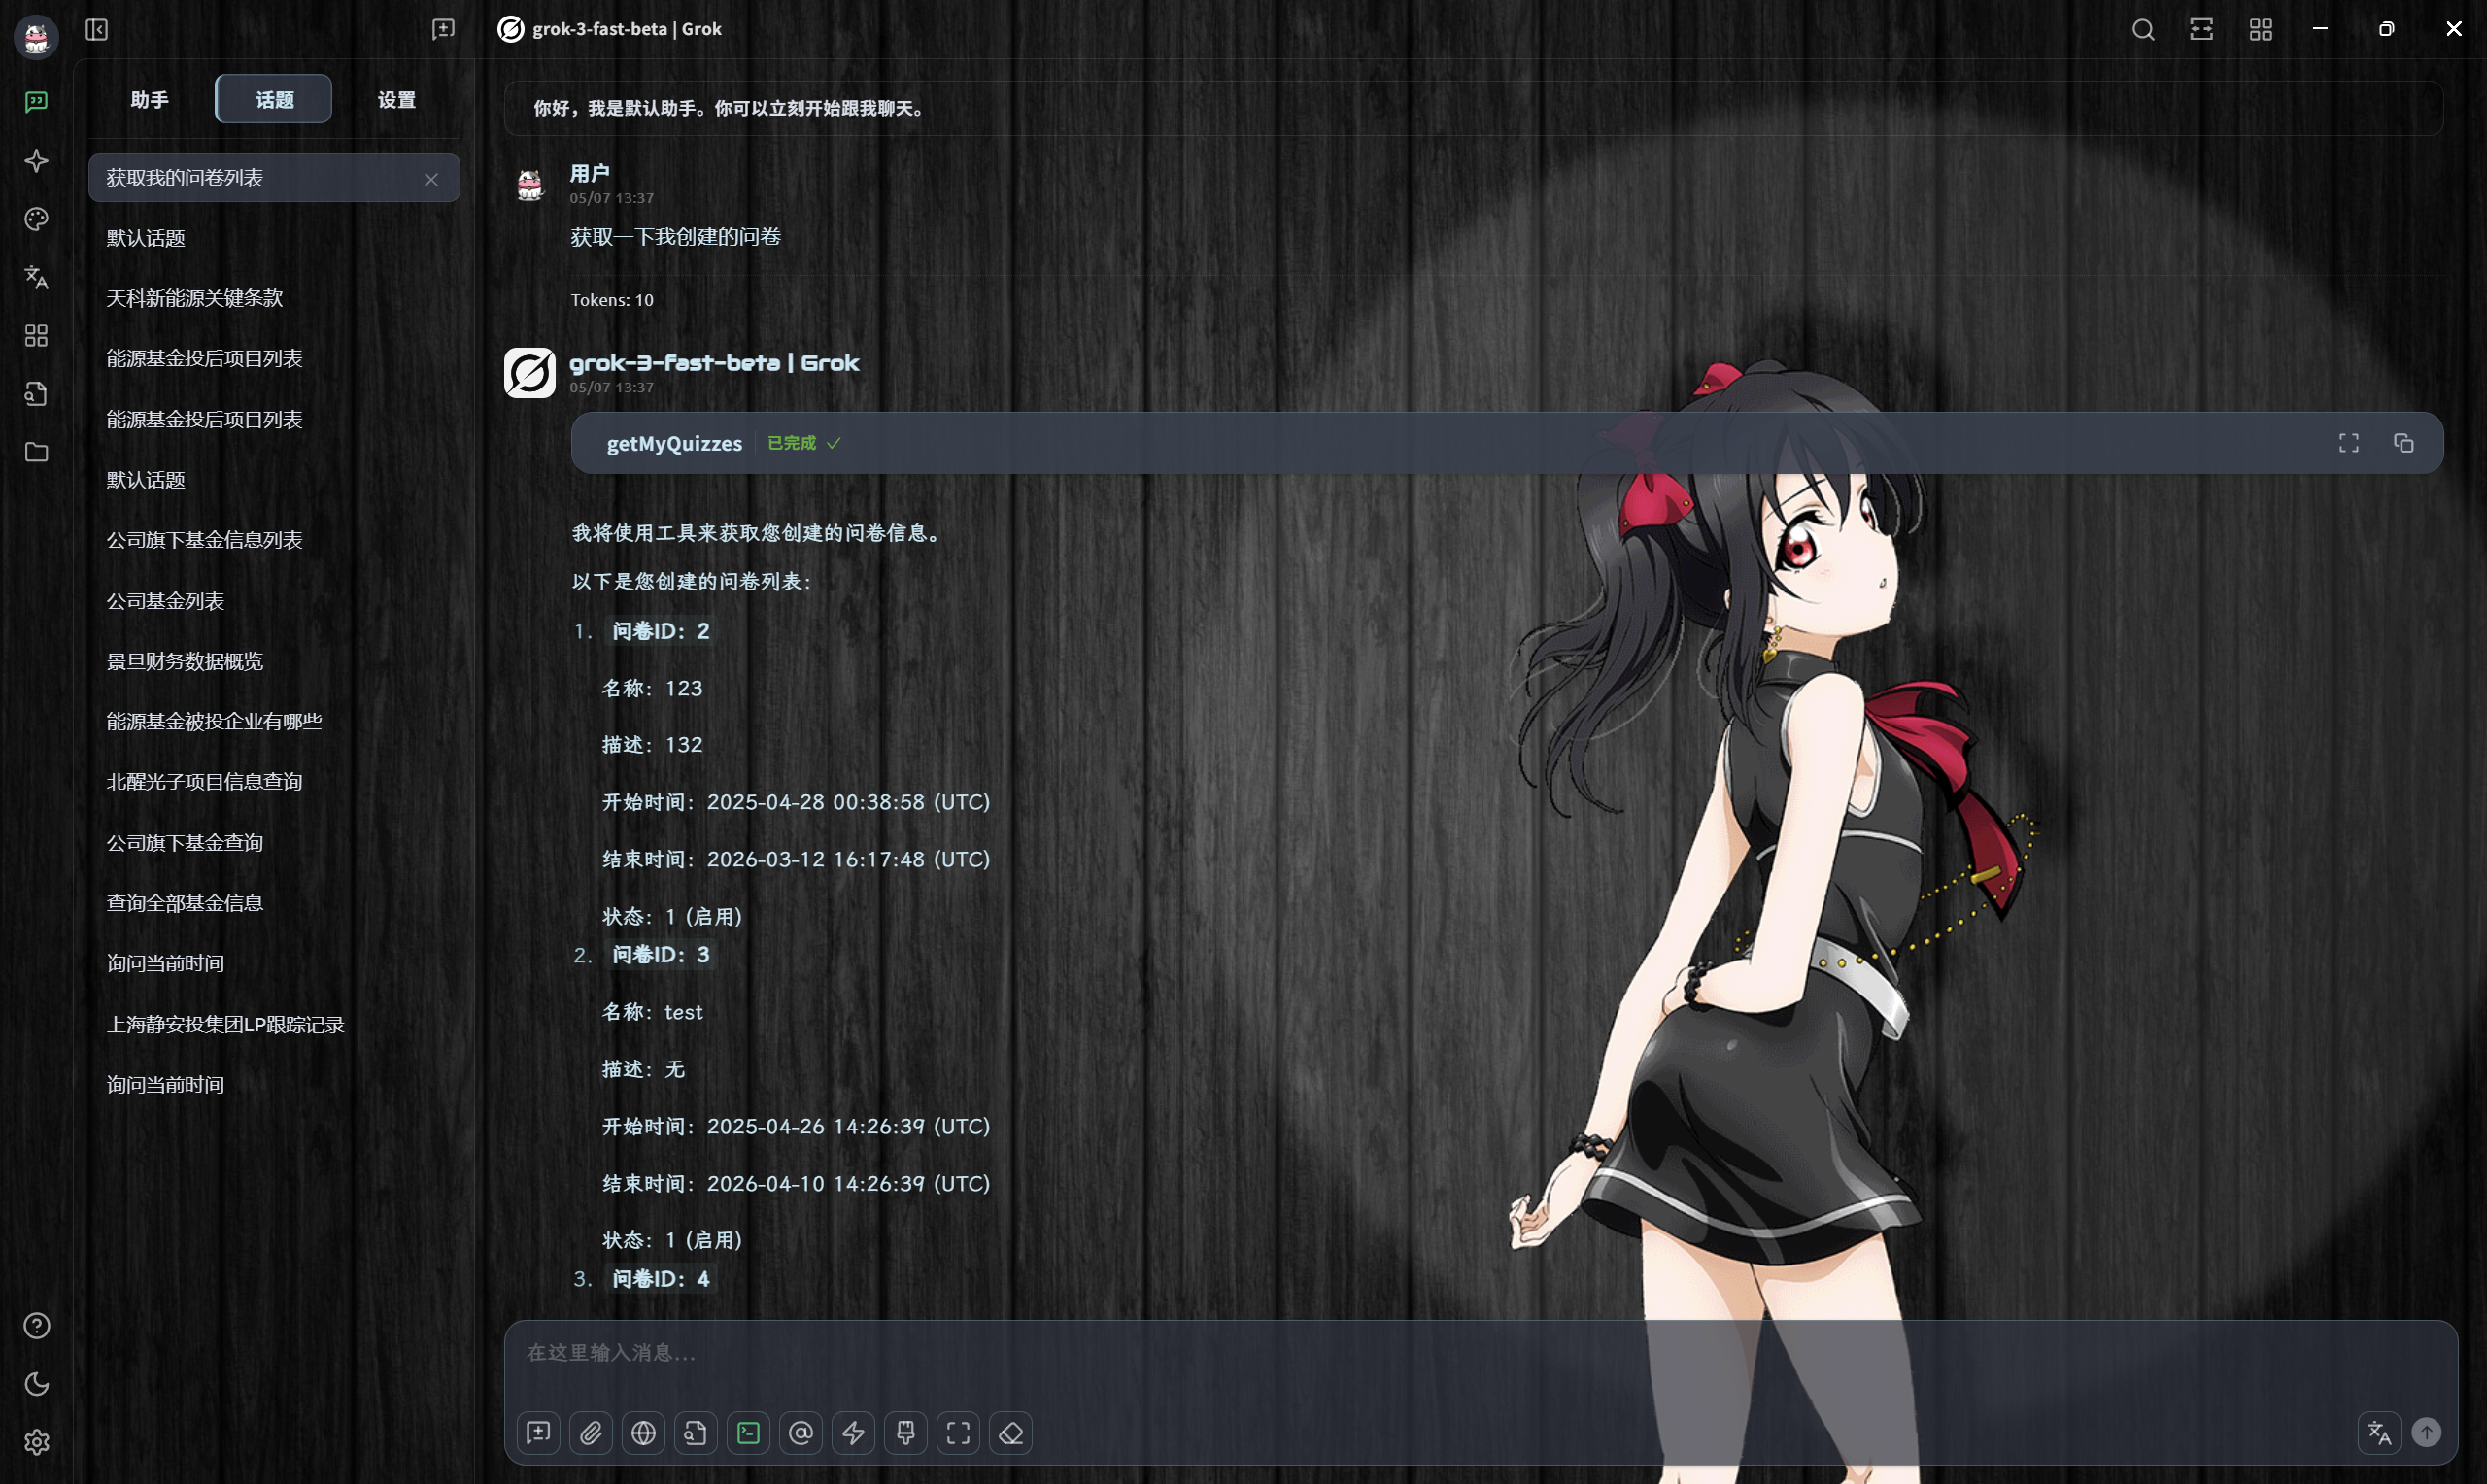 grok-3-fast-beta | Grok
助手
话题
设置
获取我的问卷列表
默认话题
天科新能源关键条款
能源基金投后项目列表
能源基金投后项目列表
默认话题
公司旗下基金信息列表
公司基金列表
景旦财务数据概览
能源基金被投企业有哪些
北醒光子项目信息查询
公司旗下基金查询
查询全部基金信息
询问当前时间
上海静安投集团LP跟踪记录
询问当前时间
你好，我是默认助手。你可以立刻开始跟我聊天。
用户
05/07 13:37
获取一下我创建的问卷
Tokens: 10
grok-3-fast-beta | Grok
05/07 13:37
getMyQuizzes 已完成
我将使用工具来获取您创建的问卷信息。
以下是您创建的问卷列表：
1. 问卷ID：2
名称：123
描述：132
开始时间：2025-04-28 00:38:58 (UTC)
结束时间：2026-03-12 16:17:48 (UTC)
状态：1 (启用)
2. 问卷ID：3
名称：test
描述：无
开始时间：2025-04-26 14:26:39 (UTC)
结束时间：2026-04-10 14:26:39 (UTC)
状态：1 (启用)
3. 问卷ID：4
在这里输入消息...